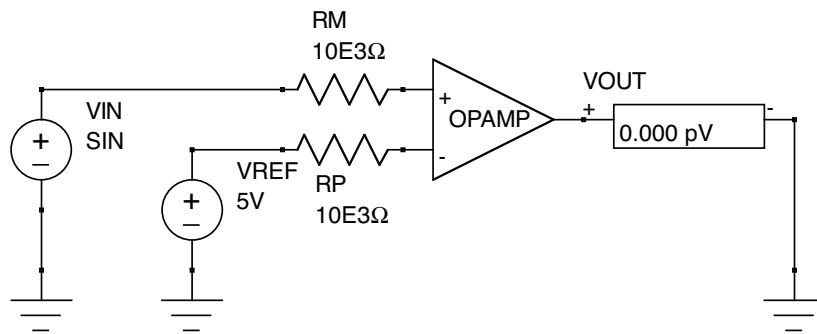 RM
10E3Ω
VIN
SIN
+
−
+
-
OPAMP
VOUT
+
-
0.000 pV
VREF
5V
+
−
RP
10E3Ω